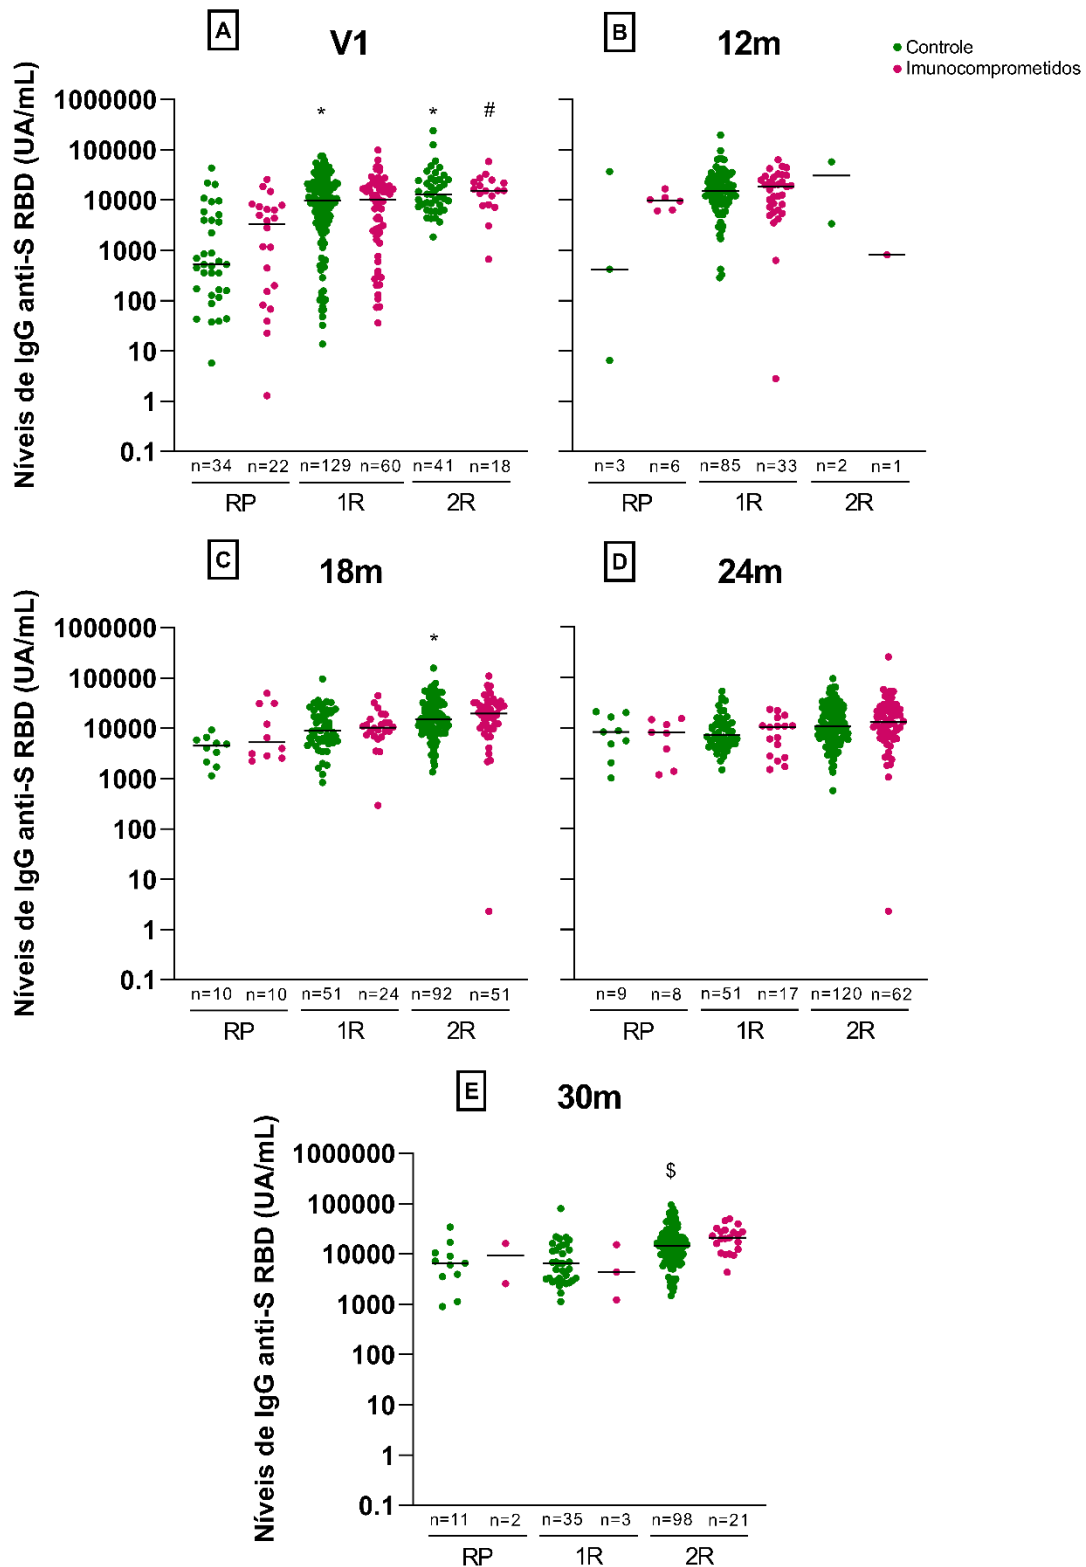 A
V1
B
12m
Controle
Imunocomprometidos
Níveis de IgG anti-S RBD (UA/mL)
1000000
100000
10000
1000
100
10
1
0.1
* * #
n=34 n=22 n=129 n=60 n=41 n=18
RP 1R 2R
n=3 n=6 n=85 n=33 n=2 n=1
RP 1R 2R
C
18m
D
24m
Níveis de IgG anti-S RBD (UA/mL)
1000000
100000
10000
1000
100
10
1
0.1
*
n=10 n=10 n=51 n=24 n=92 n=51
RP 1R 2R
n=9 n=8 n=51 n=17 n=120 n=62
RP 1R 2R
E
30m
Níveis de IgG anti-S RBD (UA/mL)
1000000
100000
10000
1000
100
10
1
0.1
$
n=11 n=2 n=35 n=3 n=98 n=21
RP 1R 2R